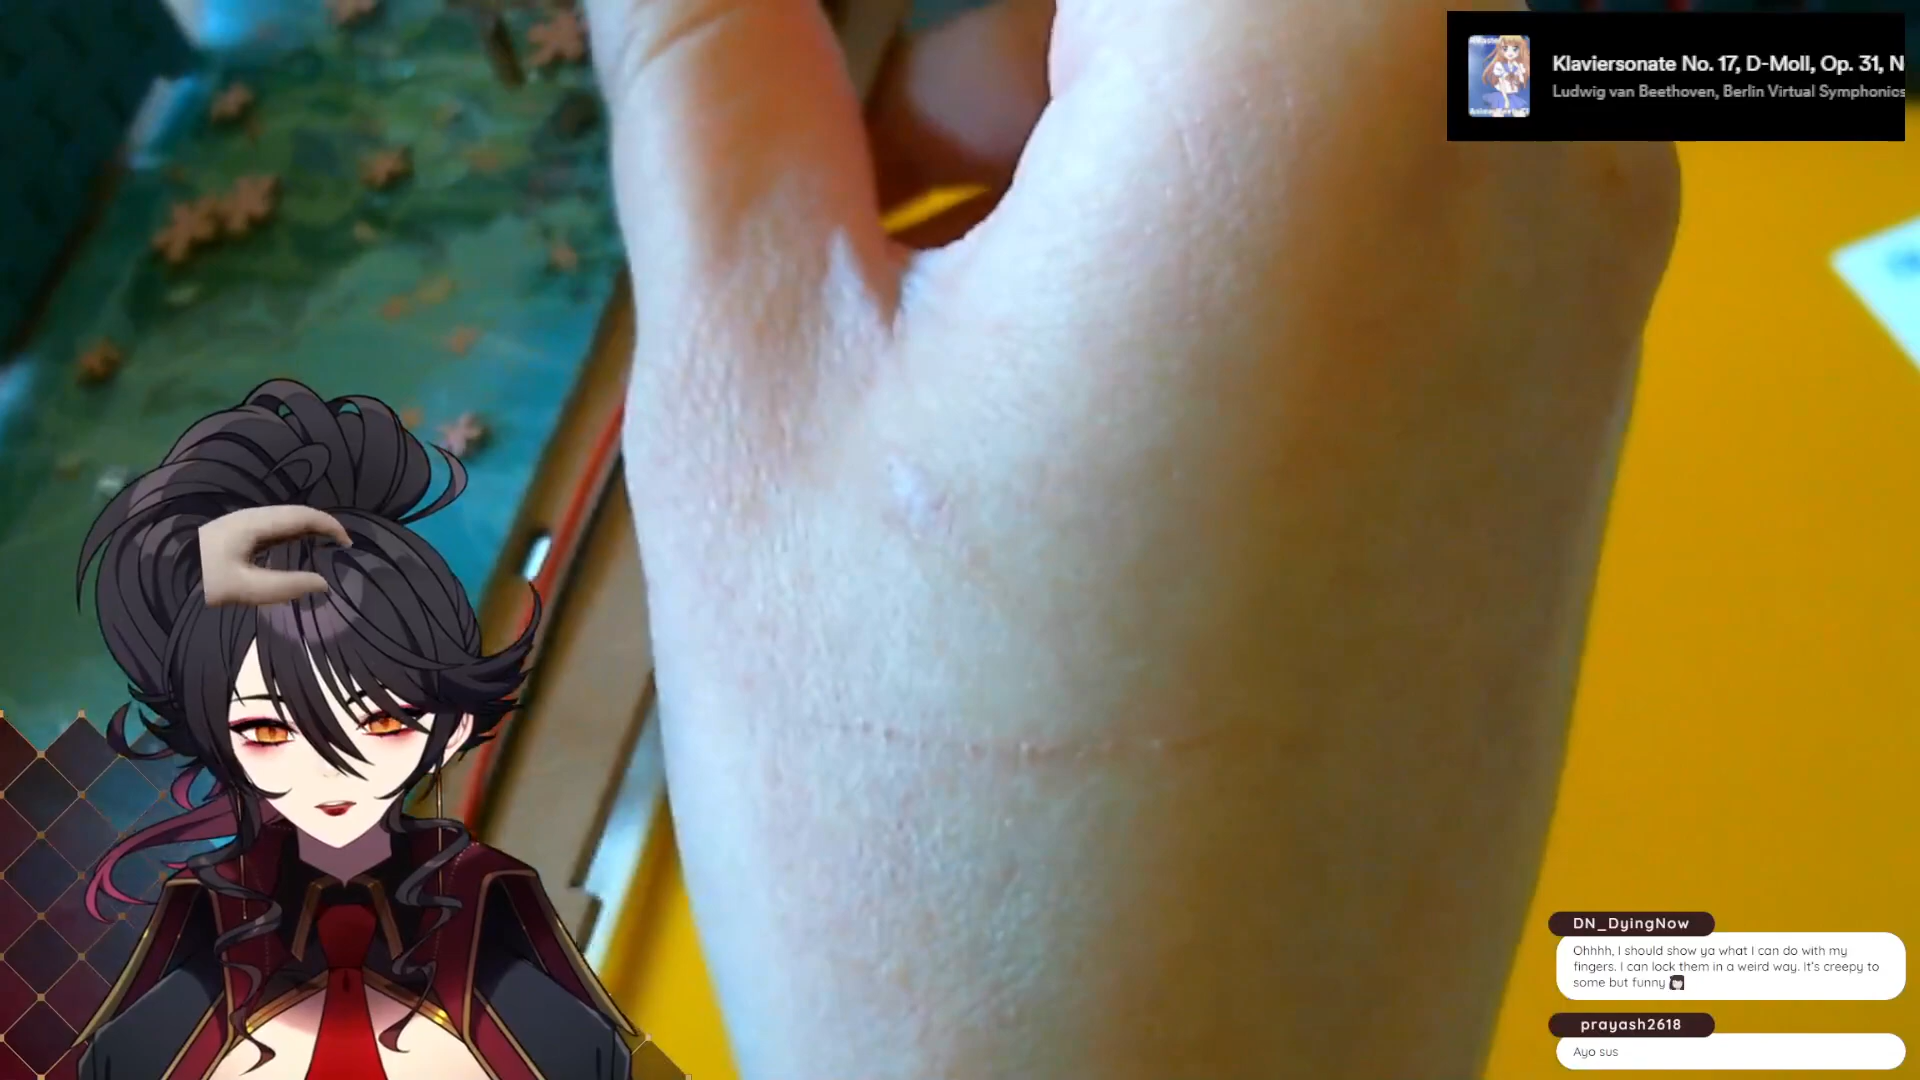 Klaviersonate No. 17, D-Moll, Op. 31, N
Ludwig van Beethoven, Berlin Virtual Symphonics
DN_DyingNow
Ohhhh, I should show ya what I can do with my
fingers. I can lock them in a weird way. It's creepy to
some but funny
prayash2618
Ayo sus